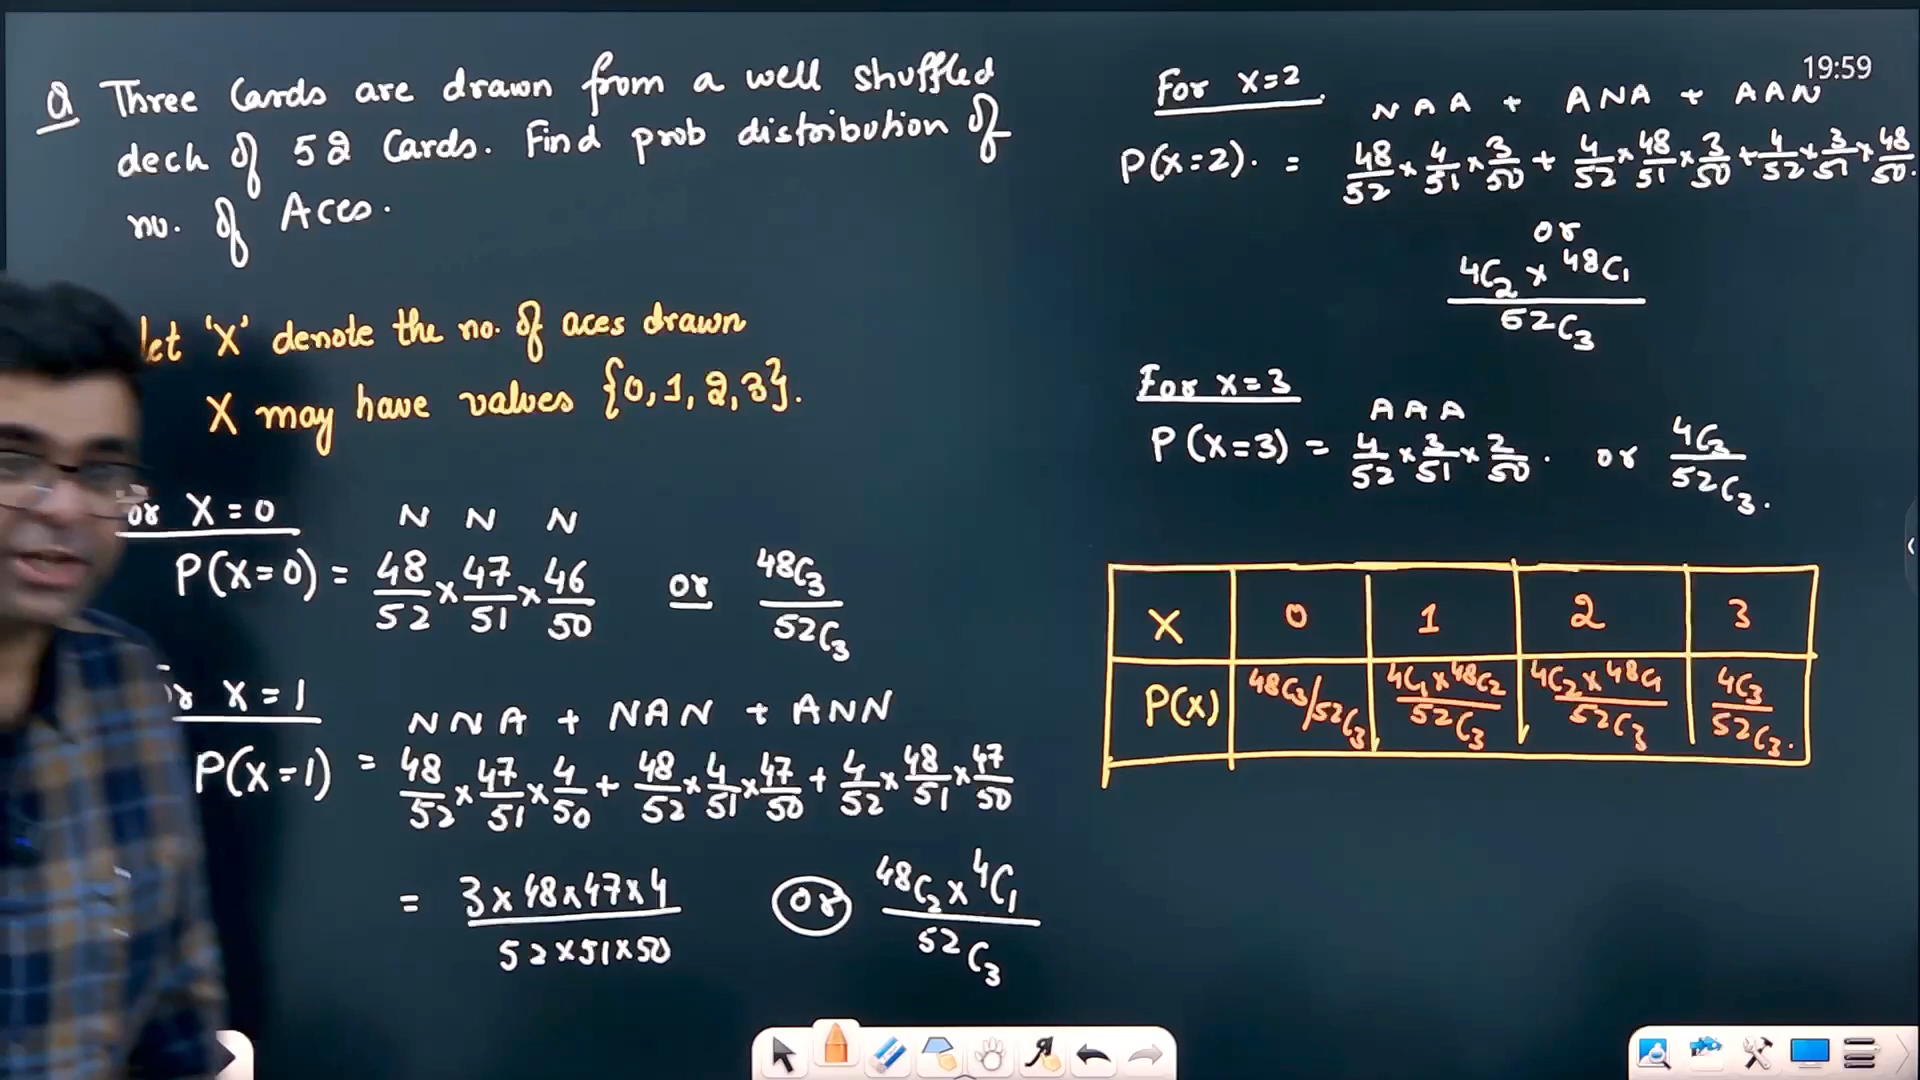 Q Three Cards are drawn from a well shuffled
deck of 52 Cards. Find prob distribution of
no. of Aces.
let 'X' denote the no. of aces drawn
X may have values {0,1,2,3}.
or X=0
N N N
P(X=0) = 48/52 × 47/51 × 46/50 or 48C3/52C3
r X=1
NNA + NAN + ANN
P(X=1) = 48/52 × 47/51 × 4/50 + 48/52 × 4/51 × 47/50 + 4/52 × 48/51 × 47/50
= 3×48×47×4/52×51×50 or 48C2 × 4C1/52C3
19:59
For X=2
NAA + ANA + AAN
P(X=2). = 48/52 × 4/51 × 3/50 + 4/52 × 48/51 × 3/50 + 4/52 × 3/51 × 48/50.
or
4C2 × 48C1/52C3
For X=3
A A A
P(X=3) = 4/52 × 3/51 × 2/50. or 4C3/52C3.
X 0 1 2 3
P(X) 48C3/52C3 4C1×48C2/52C3 4C2×48C1/52C3 4C3/52C3.